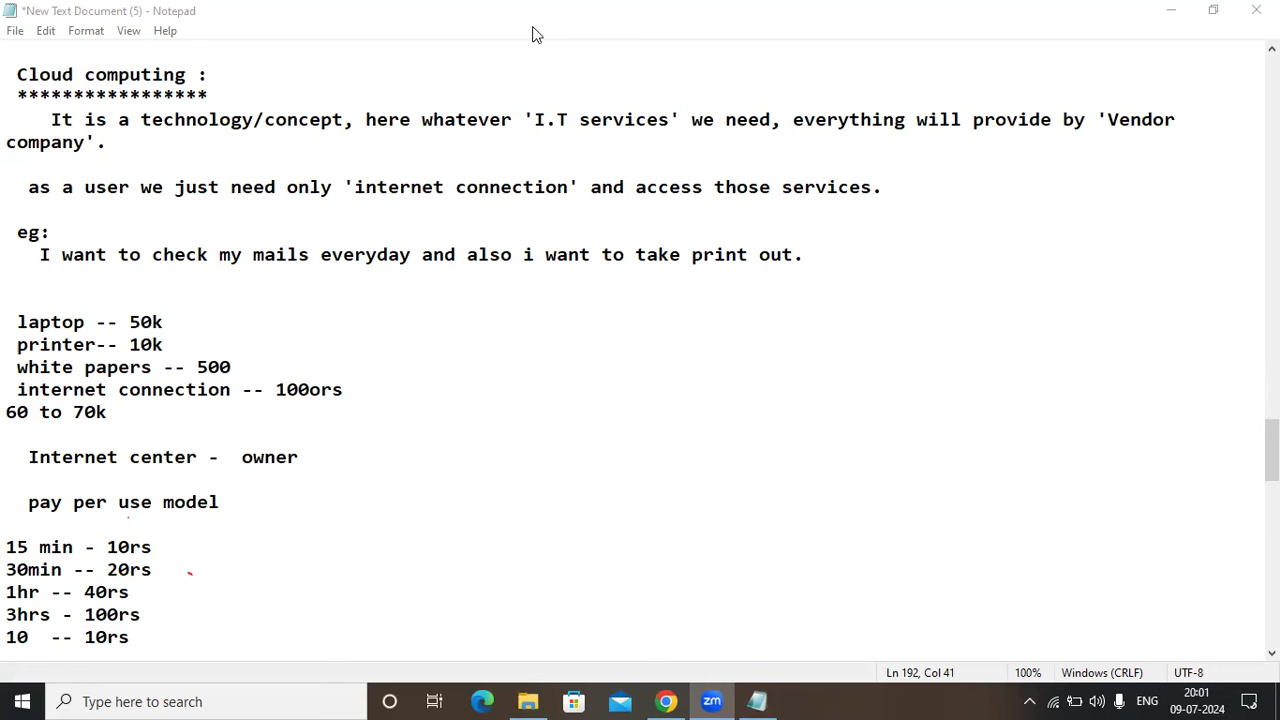 *New Text Document (5) - Notepad
File Edit Format View Help
Cloud computing :
*****************
It is a technology/concept, here whatever 'I.T services' we need, everything will provide by 'Vendor
company'.
as a user we just need only 'internet connection' and access those services.
eg:
I want to check my mails everyday and also i want to take print out.
laptop -- 50k
printer-- 10k
white papers -- 500
internet connection -- 100ors
60 to 70k
Internet center - owner
pay per use model
15 min - 10rs
30min -- 20rs
1hr -- 40rs
3hrs - 100rs
10 -- 10rs
Ln 192, Col 41 100% Windows (CRLF) UTF-8
Type here to search
zm
ENG
20:01
09-07-2024